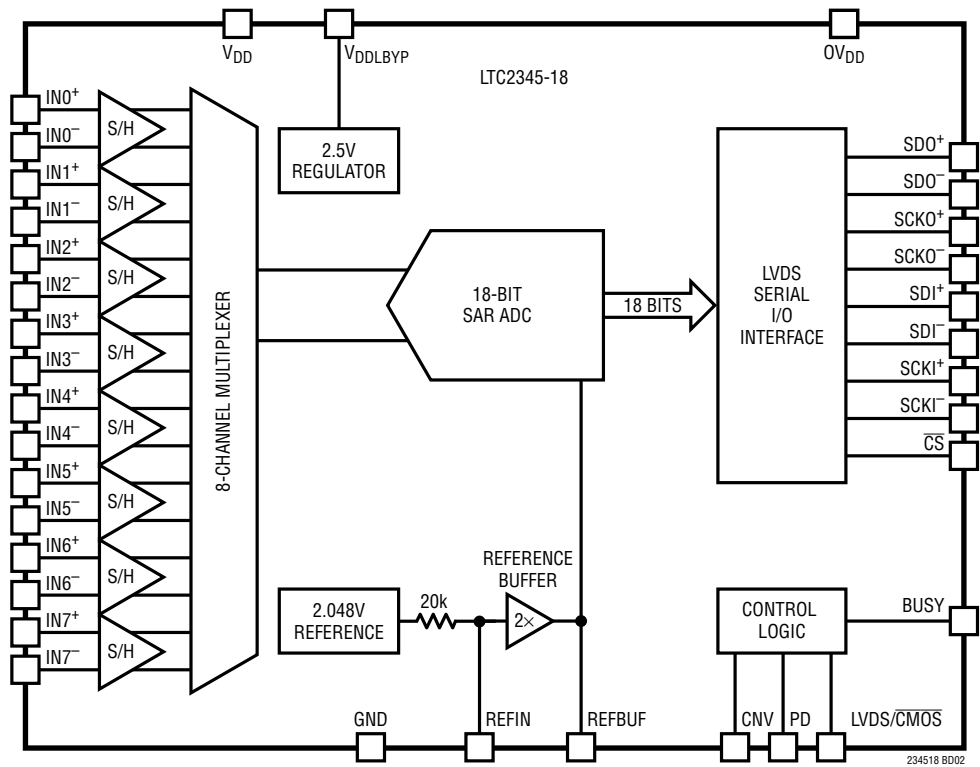 V_DD
V_DDLBYP
OV_DD
LTC2345-18
IN0⁺
IN0⁻
IN1⁺
IN1⁻
IN2⁺
IN2⁻
IN3⁺
IN3⁻
IN4⁺
IN4⁻
IN5⁺
IN5⁻
IN6⁺
IN6⁻
IN7⁺
IN7⁻
S/H
S/H
S/H
S/H
S/H
S/H
S/H
S/H
8-CHANNEL MULTIPLEXER
2.5V
REGULATOR
18-BIT
SAR ADC
18 BITS
LVDS
SERIAL
I/O
INTERFACE
SDO⁺
SDO⁻
SCKO⁺
SCKO⁻
SDI⁺
SDI⁻
SCKI⁺
SCKI⁻
C̅S̅
2.048V
REFERENCE
20k
REFERENCE
BUFFER
2×
CONTROL
LOGIC
BUSY
GND
REFIN
REFBUF
CNV
PD
LVDS/C̅M̅O̅S̅
234518 BD02